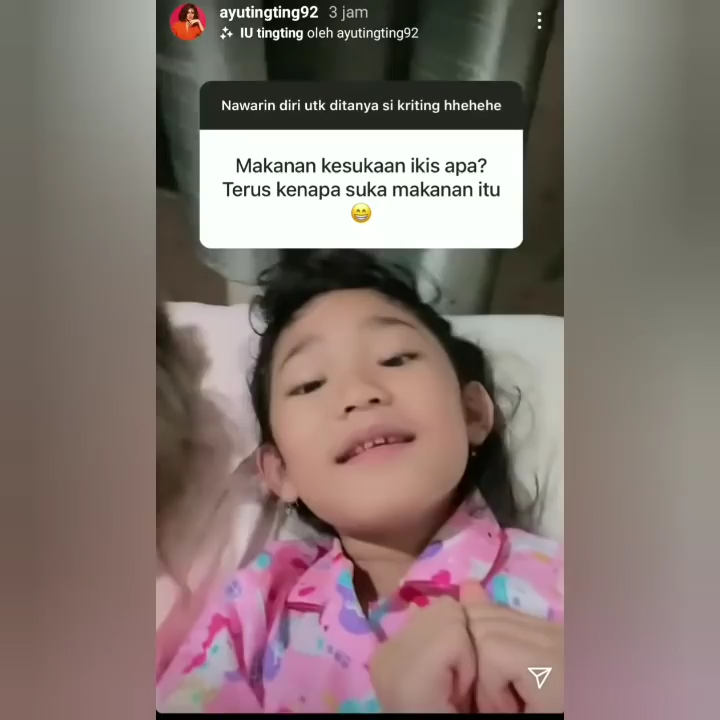 ayutingting92 3 jam
IU tingting oleh ayutingting92
Nawarin diri utk ditanya si kriting hhehehe
Makanan kesukaan ikis apa?
Terus kenapa suka makanan itu
😁